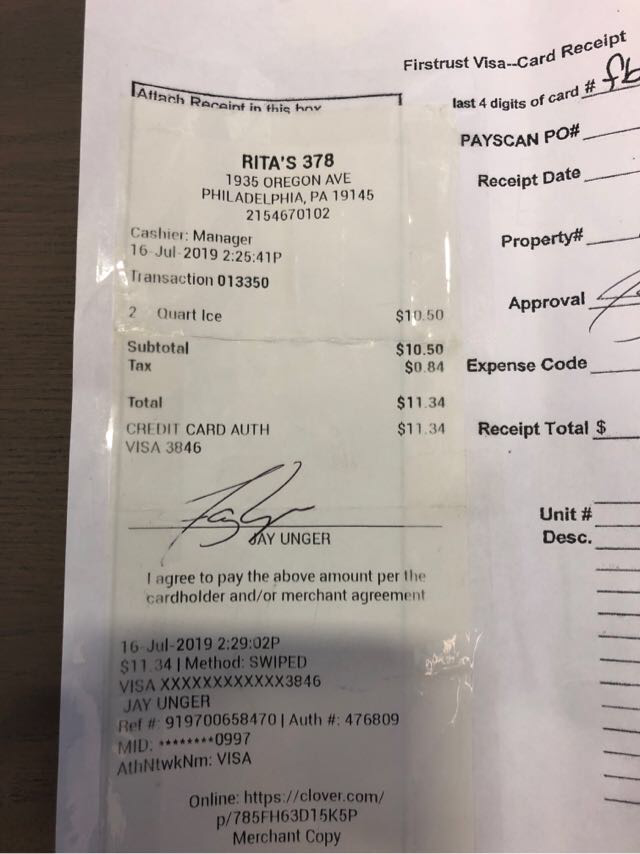 Firstrust Visa--Card Receipt
Attach Receipt in this box
last 4 digits of card #
PAYSCAN PO#
Receipt Date
Property#
Approval
Expense Code
Receipt Total $
Unit #
Desc.
RITA'S 378
1935 OREGON AVE
PHILADELPHIA, PA 19145
2154670102
Cashier: Manager
16-Jul-2019 2:25:41P
Transaction 013350
2 Quart Ice $10.50
Subtotal $10.50
Tax $0.84
Total $11.34
CREDIT CARD AUTH $11.34
VISA 3846
JAY UNGER
I agree to pay the above amount per the
cardholder and/or merchant agreement
16-Jul-2019 2:29:02P
$11.34 | Method: SWIPED
VISA XXXXXXXXXXXX3846
JAY UNGER
Ref #: 919700658470 | Auth #: 476809
MID: ********0997
AthNtwkNm: VISA
Online: https://clover.com/
p/785FH63D15K5P
Merchant Copy